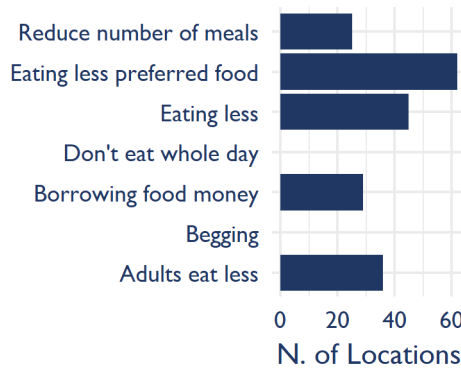 Reduce number of meals
Eating less preferred food
Eating less
Don't eat whole day
Borrowing food money
Begging
Adults eat less
0 20 40 60
N. of Locations